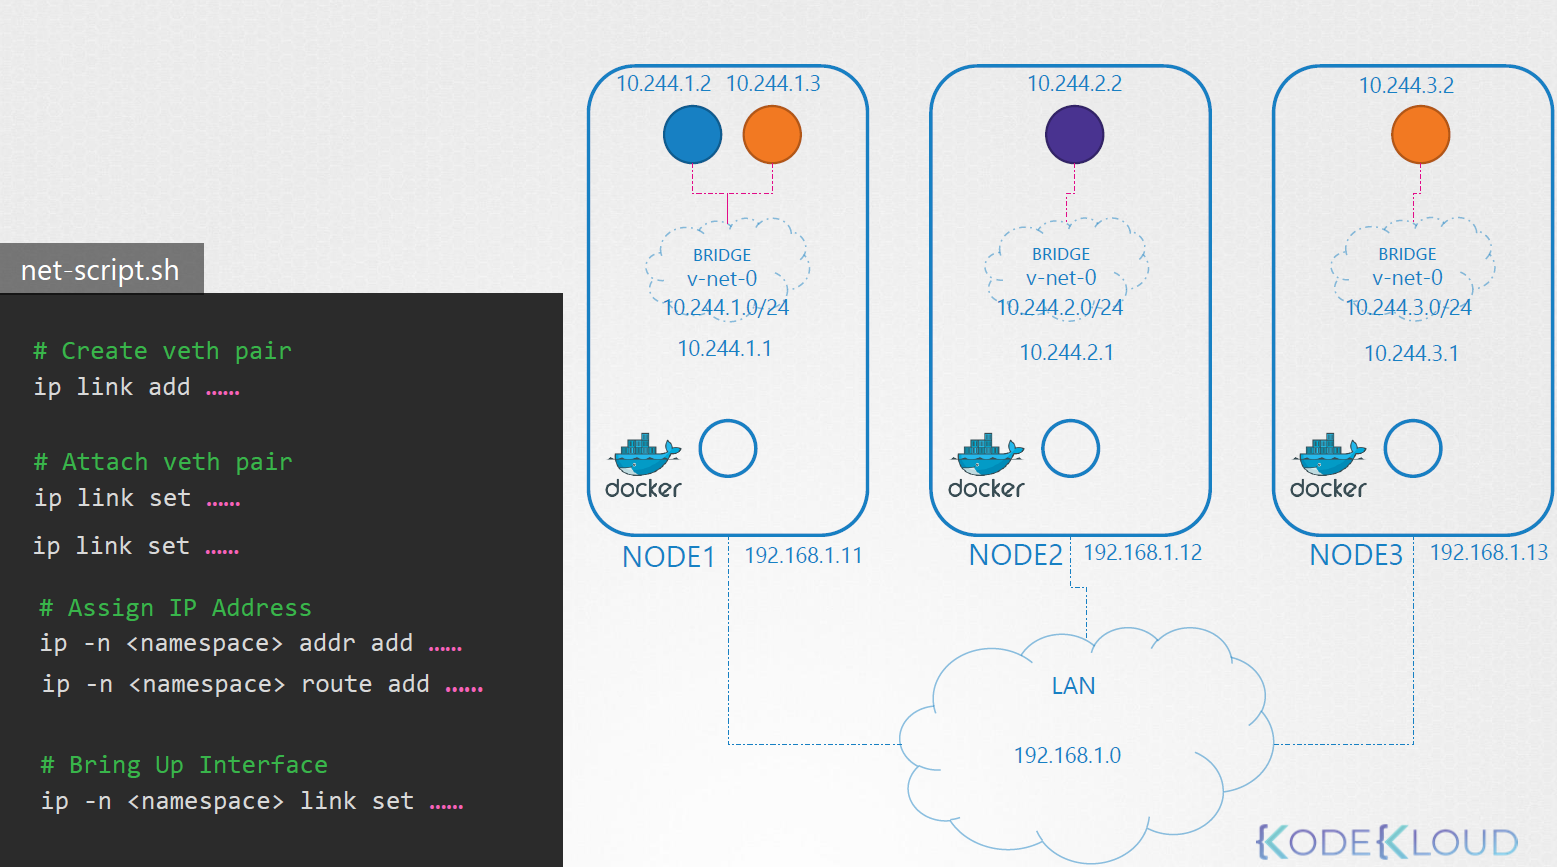 net-script.sh
# Create veth pair
ip link add ......
# Attach veth pair
ip link set ......
ip link set ......
# Assign IP Address
ip -n <namespace> addr add ......
ip -n <namespace> route add ......
# Bring Up Interface
ip -n <namespace> link set ......
10.244.1.2 10.244.1.3
BRIDGE
v-net-0
10.244.1.0/24
10.244.1.1
docker
NODE1 192.168.1.11
10.244.2.2
BRIDGE
v-net-0
10.244.2.0/24
10.244.2.1
docker
NODE2 192.168.1.12
10.244.3.2
BRIDGE
v-net-0
10.244.3.0/24
10.244.3.1
docker
NODE3 192.168.1.13
LAN
192.168.1.0
KODEKLOUD